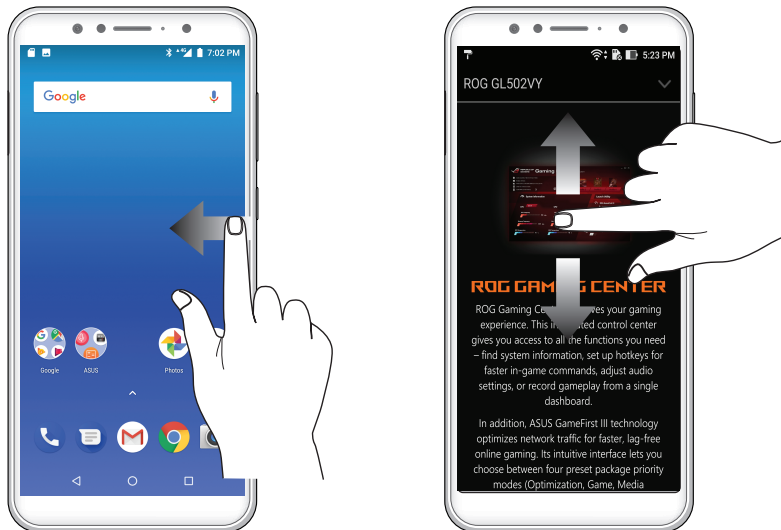 7:02 PM
Google
Google
ASUS
Photos
5:23 PM
ROG GL502VY
Gaming
ROG GAM G CENTER
ROG Gaming Ce ves your gaming
experience. This in ted control center
gives you access to all the functions you need
– find system information, set up hotkeys for
faster in-game commands, adjust audio
settings, or record gameplay from a single
dashboard.
In addition, ASUS GameFirst III technology
optimizes network traffic for faster, lag-free
online gaming. Its intuitive interface lets you
choose between four preset package priority
modes (Optimization, Game, Media